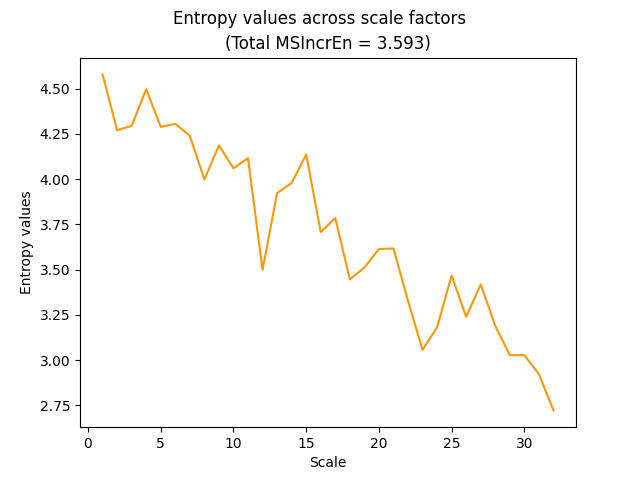 Entropy values across scale factors
(Total MSIncrEn = 3.593)
4.50
4.25
4.00
3.75
3.50
3.25
3.00
2.75
Entropy values
0 5 10 15 20 25 30
Scale